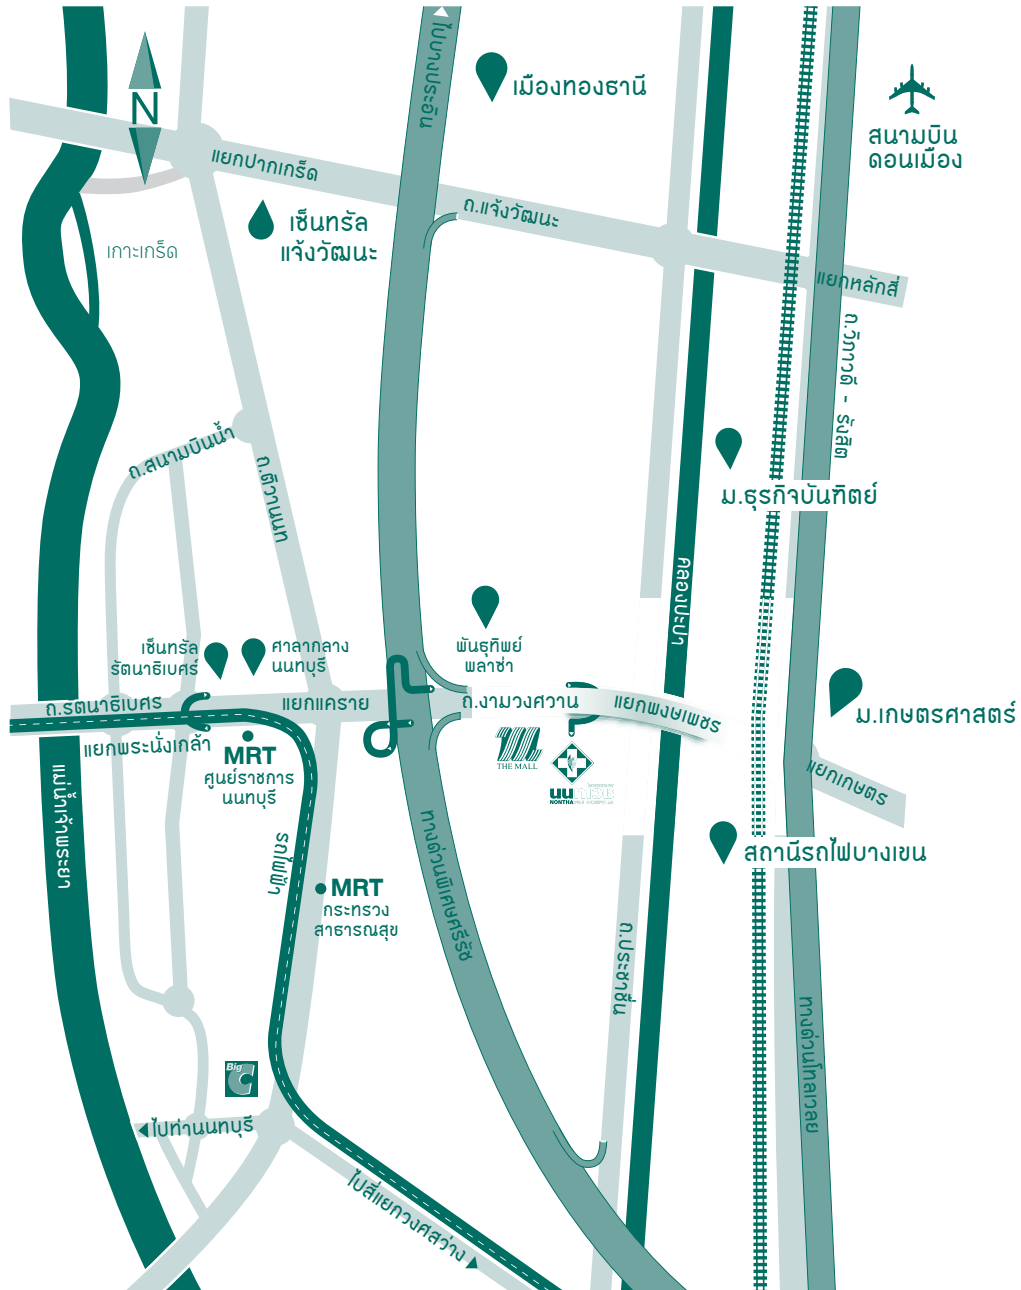 ไปบางปะอิน
เมืองทองธานี
N
สนามบิน
ดอนเมือง
แยกปากเกร็ด
ถ.แจ้งวัฒนะ
เซ็นทรัล
แจ้งวัฒนะ
เกาะเกร็ด
แยกหลักสี่
ถ.วิภาวดี - รังสิต
ถ.สนามบินน้ำ
ถ.ติวานนท
ม.ธุรกิจบันฑิตย์
คลองปะปา
เซ็นทรัล
รัตนาธิเบศร์
ศาลากลาง
นนทบุรี
พันธุทิพย์
พลาซ่า
ถ.รัตนาธิเบศร
แยกแคราย
ถ.งามวงศวาน
แยกพงษเพชร
ม.เกษตรศาสตร์
แยกพระนั่งเกล้า
MRT
ศูนย์ราชการ
นนทบุรี
THE MALL
นนทเวช
NONTHAVEJ HOSPITAL
แยกเกษตร
แม่น้ำเจ้าพระยา
ทางด่วนพิเศษศรีรัช
รถไฟฟ้า
สถานีรถไฟบางเขน
MRT
กระทรวง
สาธารณสุข
ถ.ประชาชื่น
ทางด่วนโทลเวลย
Big C
ไปท่านนทบุรี
ไปสี่แยกวงศสว่าง